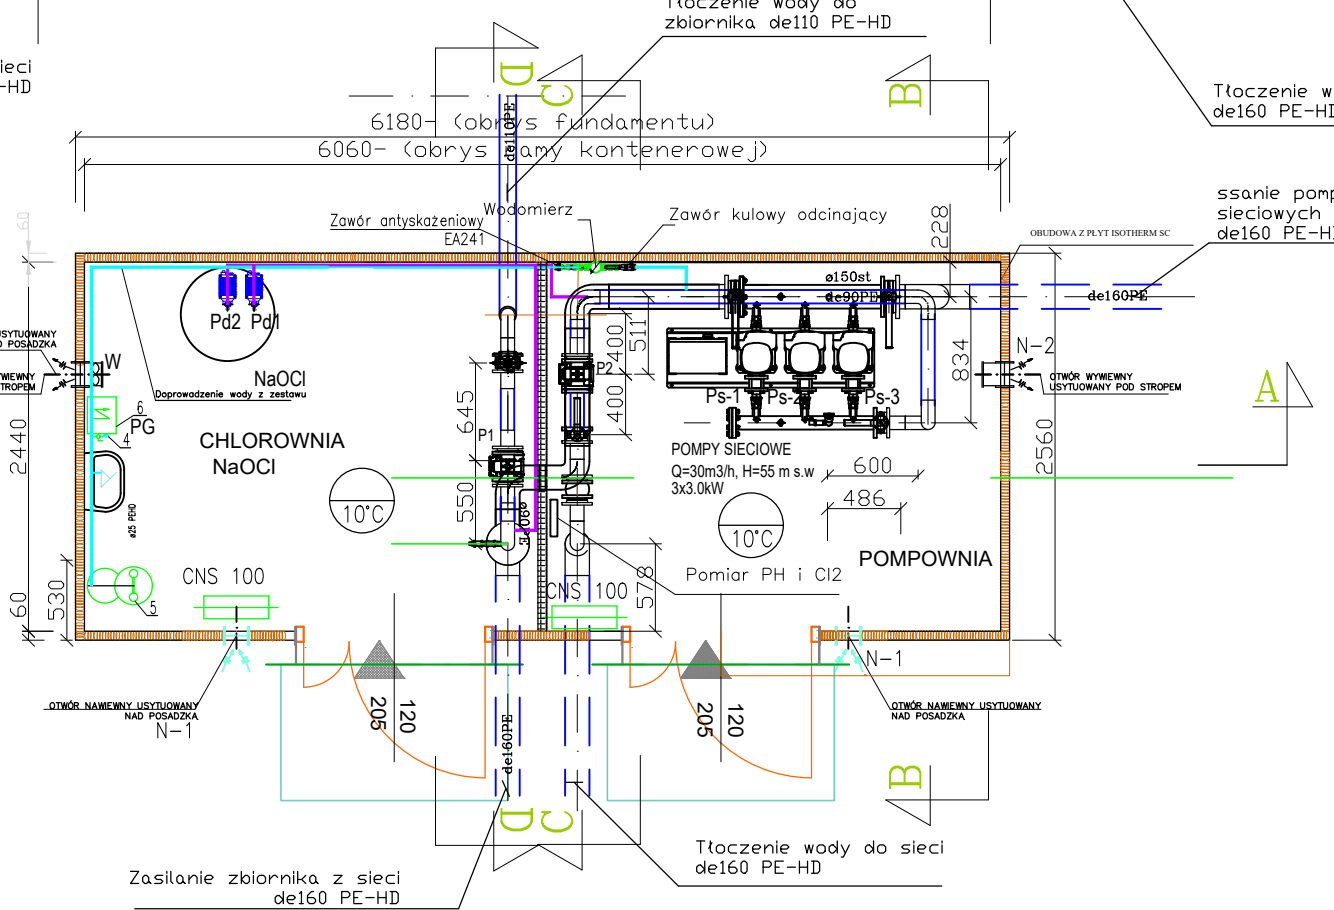 Tłoczenie wody do
zbiornika de110 PE-HD
Tłoczenie w
de160 PE-HD
ssanie pomp
sieciowych
de160 PE-HD
D
C
B
6180- (obrys fundamentu)
6060- (obrys ramy kontenerowej)
de110PE
Zawór antyskażeniowy
EA241
Wodomierz
Zawór kulowy odcinający
228
OBUDOWA Z PŁYT ISOTHERM SC
60
ø150st
de90PE
de160PE
Pd2
Pd1
W
NaOCl
Doprowadzenie wody z zestawu
6
PG
4
CHLOROWNIA
NaOCl
10°C
ø25 PEHD
2440
60
530
CNS 100
5
645
550
P1
P2
400
400
511
Ps-1
Ps-2
Ps-3
834
N-2
OTWÓR WYWIEWNY
USYTUOWANY POD STROPEM
A
2560
POMPY SIECIOWE
Q=30m3/h, H=55 m s.w
3x3.0kW
600
486
10°C
POMPOWNIA
Pomiar PH i Cl2
CNS 100
578
OTWÓR NAWIEWNY USYTUOWANY
NAD POSADZKĄ
N-1
120
205
de160PE
120
205
N-1
OTWÓR NAWIEWNY USYTUOWANY
NAD POSADZKĄ
B
D
C
Tłoczenie wody do sieci
de160 PE-HD
Zasilanie zbiornika z sieci
de160 PE-HD